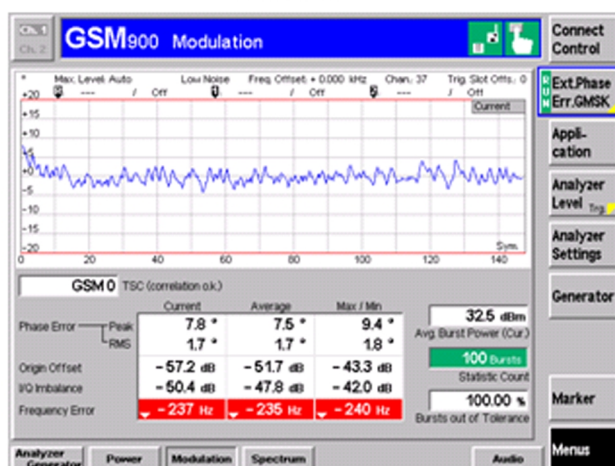 Ch. 1
Ch. 2
GSM900 Modulation
Connect Control
° Max. Level: Auto Low Noise Freq. Offset: + 0.000 kHz Chan.: 37 Trig. Slot Offs.: 0
--- / Off --- / Off --- / Off
Current
+20
+15
+10
+5
+0
-5
-10
-15
-20
0 20 40 60 80 100 120 140
Sym.
RUN
Ext.Phase Err.GMSK
Appli-cation
Analyzer Level Trg.
Analyzer Settings
Generator
Marker
Menus
GSM 0 TSC (correlation o.k.)
Current Average Max / Min
Phase Error Peak 7.8 ° 7.5 ° 9.4 °
RMS 1.7 ° 1.7 ° 1.8 °
Origin Offset - 57.2 dB - 51.7 dB - 43.3 dB
I/Q Imbalance - 50.4 dB - 47.8 dB - 42.0 dB
Frequency Error - 237 Hz - 235 Hz - 240 Hz
32.5 dBm
Avg. Burst Power (Cur.)
100 Bursts
Statistic Count
100.00 %
Bursts out of Tolerance
Analyzer Generator
Power
Modulation
Spectrum
Audio